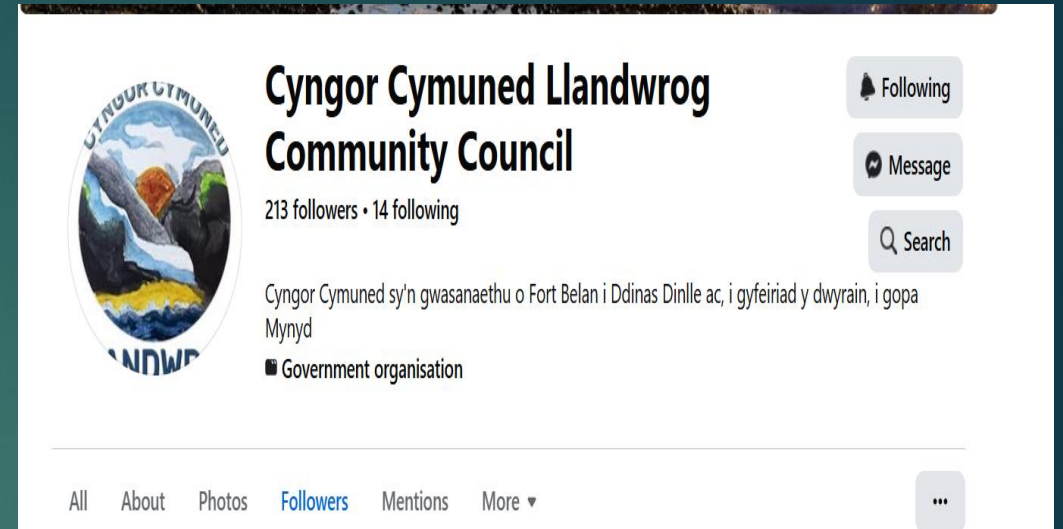 CYNGOR CYMUNED
Cyngor Cymuned Llandwrog
Community Council
213 followers • 14 following
Following
Message
Search
Cyngor Cymuned sy'n gwasanaethu o Fort Belan i Ddinas Dinlle ac, i gyfeiriad y dwyrain, i gopa
Mynyd
Government organisation
All About Photos Followers Mentions More ▾
...